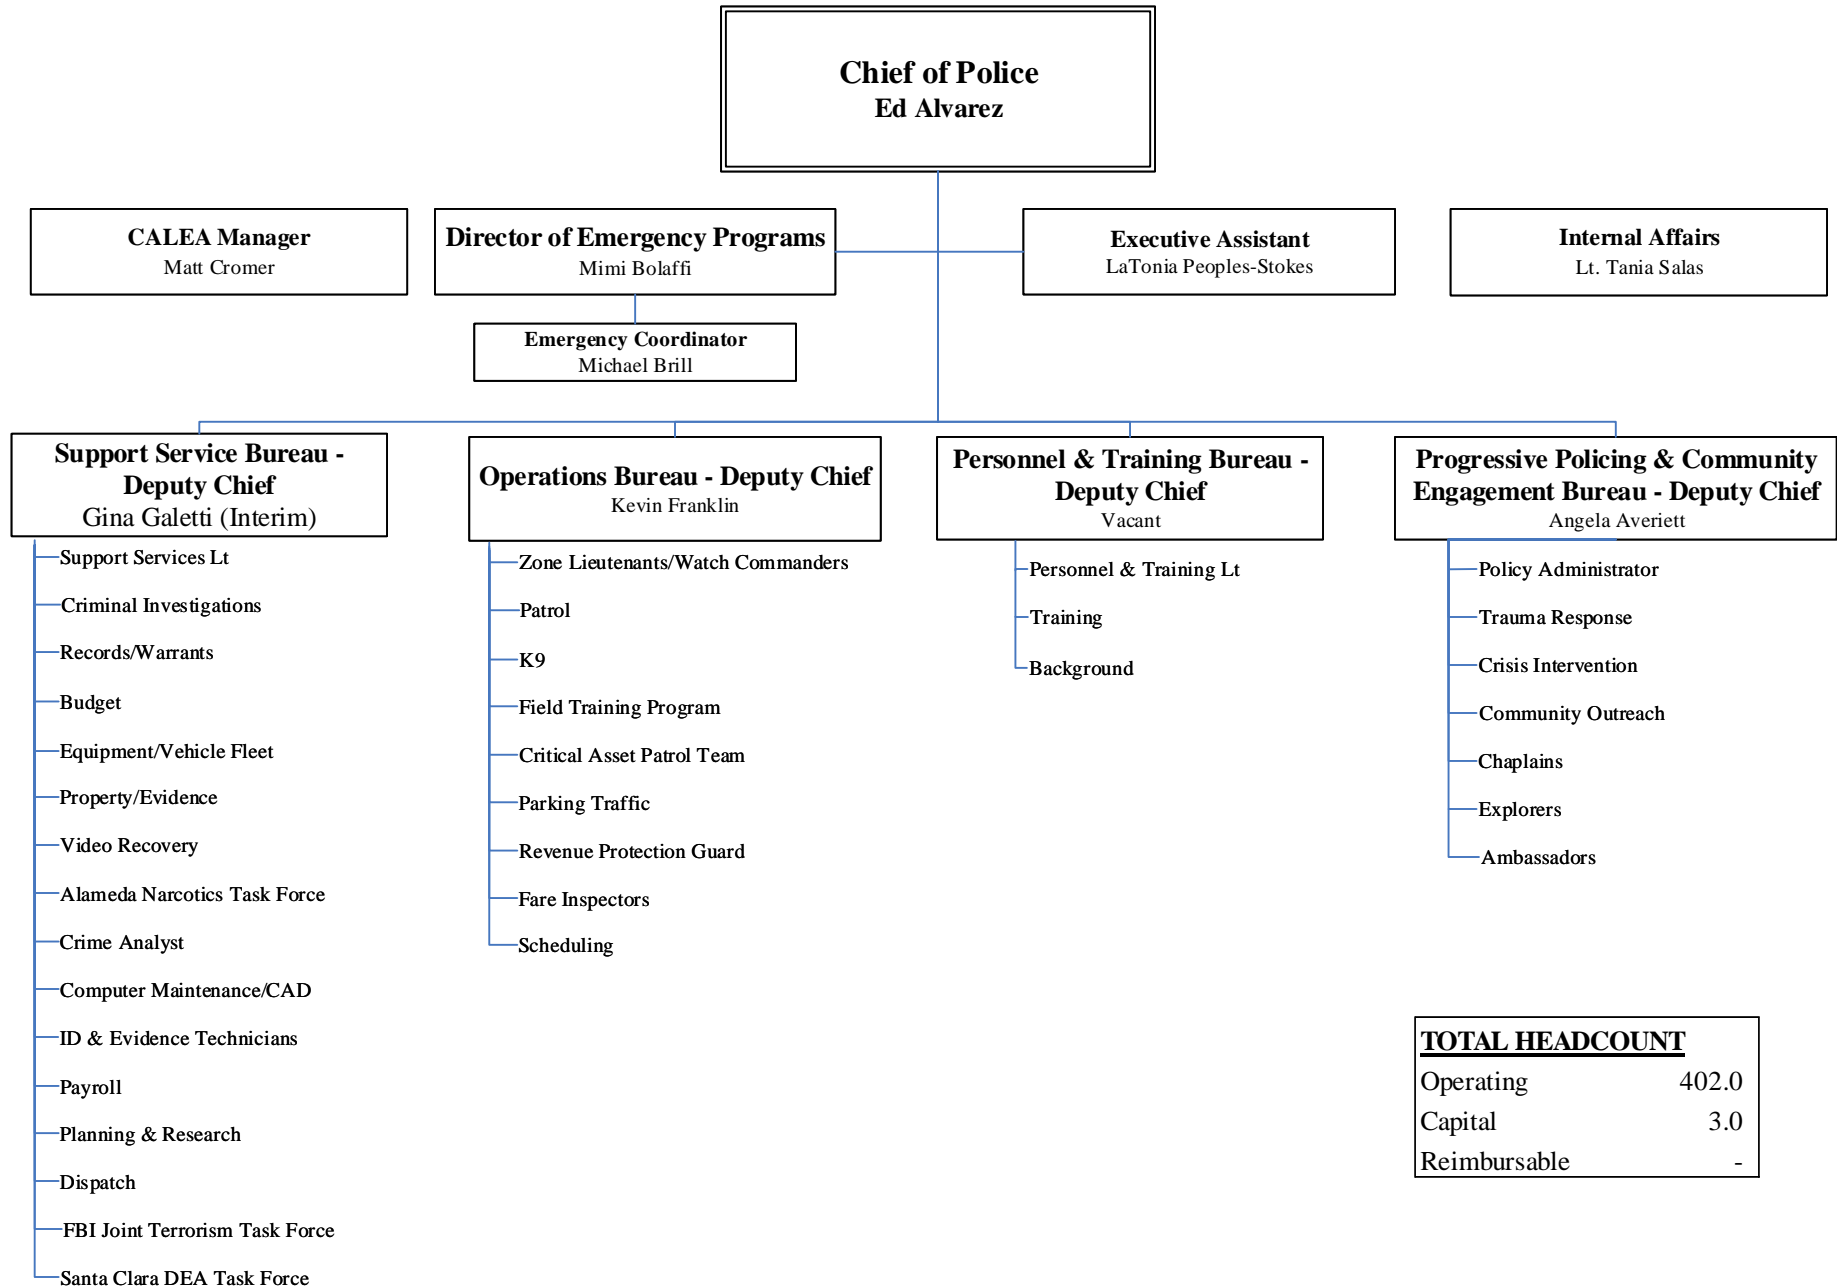 Chief of Police
Ed Alvarez
CALEA Manager
Matt Cromer
Director of Emergency Programs
Mimi Bolaffi
Executive Assistant
LaTonia Peoples-Stokes
Internal Affairs
Lt. Tania Salas
Emergency Coordinator
Michael Brill
Support Service Bureau -
Deputy Chief
Gina Galetti (Interim)
Support Services Lt
Criminal Investigations
Records/Warrants
Budget
Equipment/Vehicle Fleet
Property/Evidence
Video Recovery
Alameda Narcotics Task Force
Crime Analyst
Computer Maintenance/CAD
ID & Evidence Technicians
Payroll
Planning & Research
Dispatch
FBI Joint Terrorism Task Force
Santa Clara DEA Task Force
Operations Bureau - Deputy Chief
Kevin Franklin
Zone Lieutenants/Watch Commanders
Patrol
K9
Field Training Program
Critical Asset Patrol Team
Parking Traffic
Revenue Protection Guard
Fare Inspectors
Scheduling
Personnel & Training Bureau -
Deputy Chief
Vacant
Personnel & Training Lt
Training
Background
Progressive Policing & Community
Engagement Bureau - Deputy Chief
Angela Averiett
Policy Administrator
Trauma Response
Crisis Intervention
Community Outreach
Chaplains
Explorers
Ambassadors
TOTAL HEADCOUNT
Operating 402.0
Capital 3.0
Reimbursable -